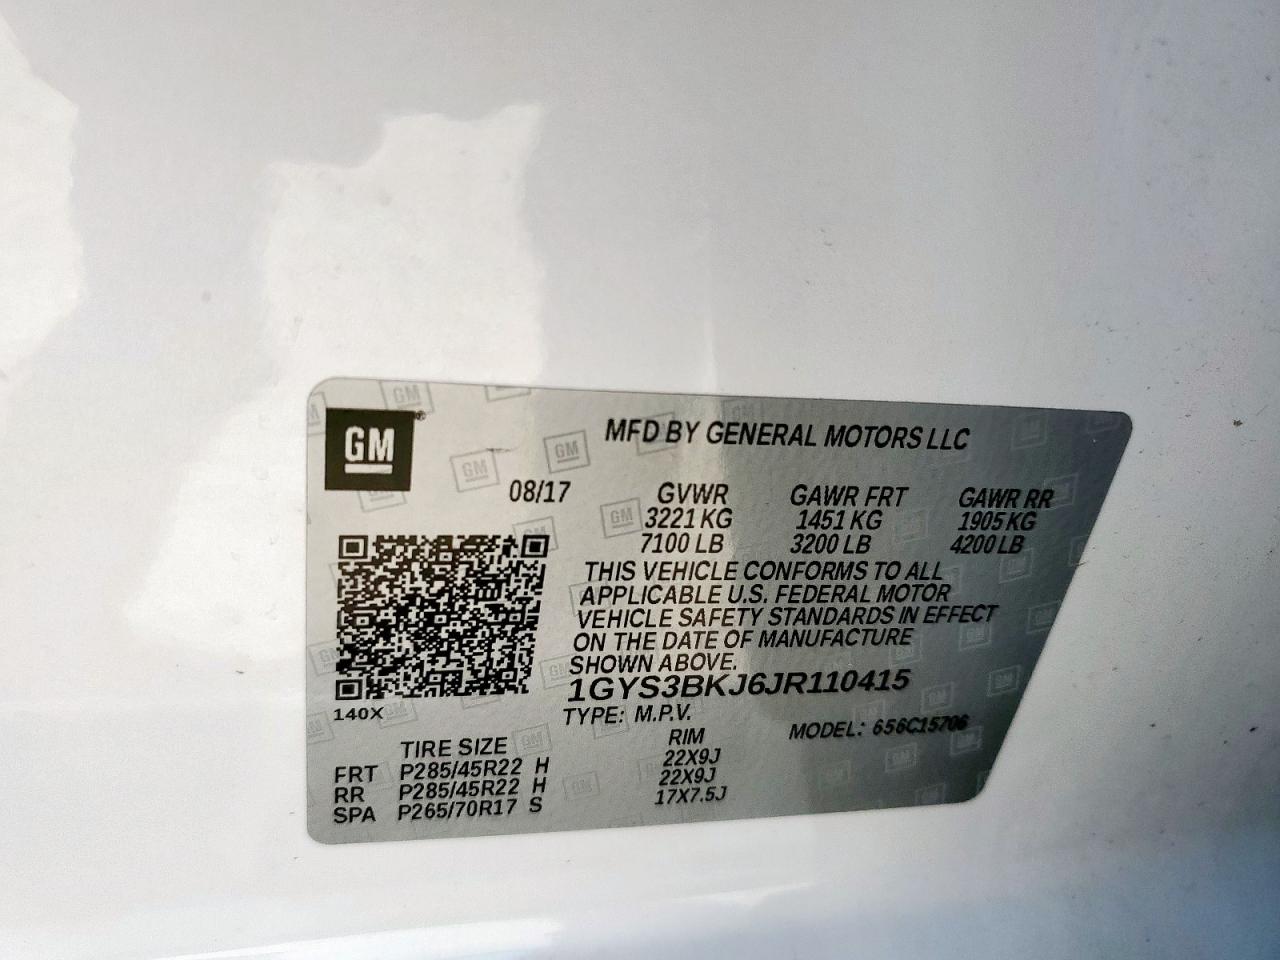 GM
MFD BY GENERAL MOTORS LLC
08/17 GVWR GAWR FRT GAWR RR
3221 KG 1451 KG 1905 KG
7100 LB 3200 LB 4200 LB
THIS VEHICLE CONFORMS TO ALL
APPLICABLE U.S. FEDERAL MOTOR
VEHICLE SAFETY STANDARDS IN EFFECT
ON THE DATE OF MANUFACTURE
SHOWN ABOVE.
1GYS3BKJ6JR110415
140X
TYPE: M.P.V. MODEL: 656C15706
TIRE SIZE RIM
FRT P285/45R22 H 22X9J
RR P285/45R22 H 22X9J
SPA P265/70R17 S 17X7.5J